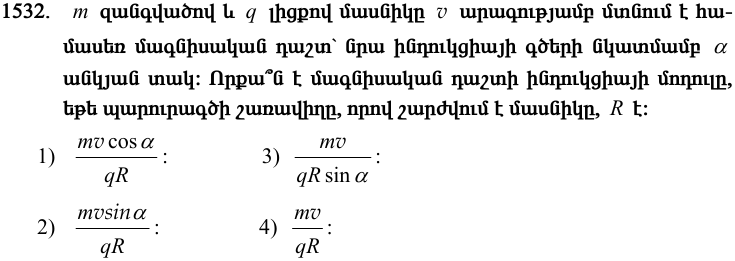 1532. m զանգվածով և q լիցքով մասնիկը v արագությամբ մտնում է հա-
մասեռ մագնիսական դաշտ՝ նրա ինդուկցիայի գծերի նկատմամբ α
անկյան տակ: Որքա՞ն է մագնիսական դաշտի ինդուկցիայի մոդուլը,
եթե պարուրագծի շառավիղը, որով շարժվում է մասնիկը, R է:
1) mv cos α / qR : 3) mv / qR sin α :
2) mvsin α / qR : 4) mv / qR :